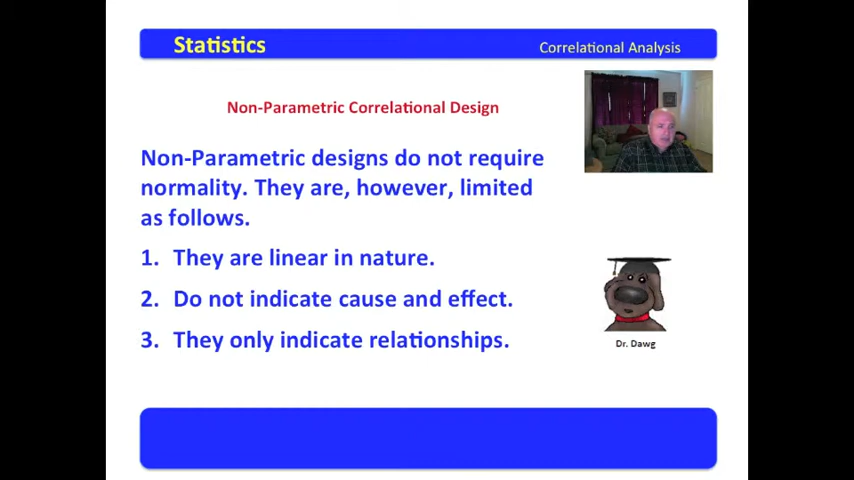 Statistics
Correlational Analysis
Non-Parametric Correlational Design
Non-Parametric designs do not require
normality. They are, however, limited
as follows.
1. They are linear in nature.
2. Do not indicate cause and effect.
3. They only indicate relationships.
Dr. Dawg